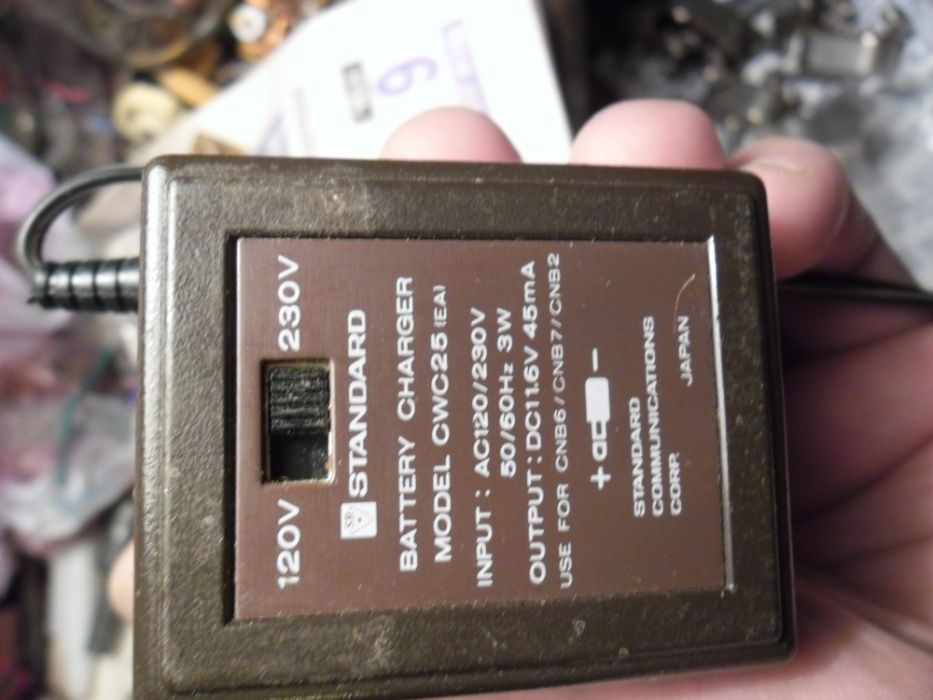 120V 230V
STANDARD
BATTERY CHARGER
MODEL CWC25 (EA)
INPUT : AC120/230V
50/60Hz 3W
OUTPUT : DC11.6V 45mA
USE FOR CNB6/CNB7/CNB2
+ -
STANDARD
COMMUNICATIONS
CORP. JAPAN
9